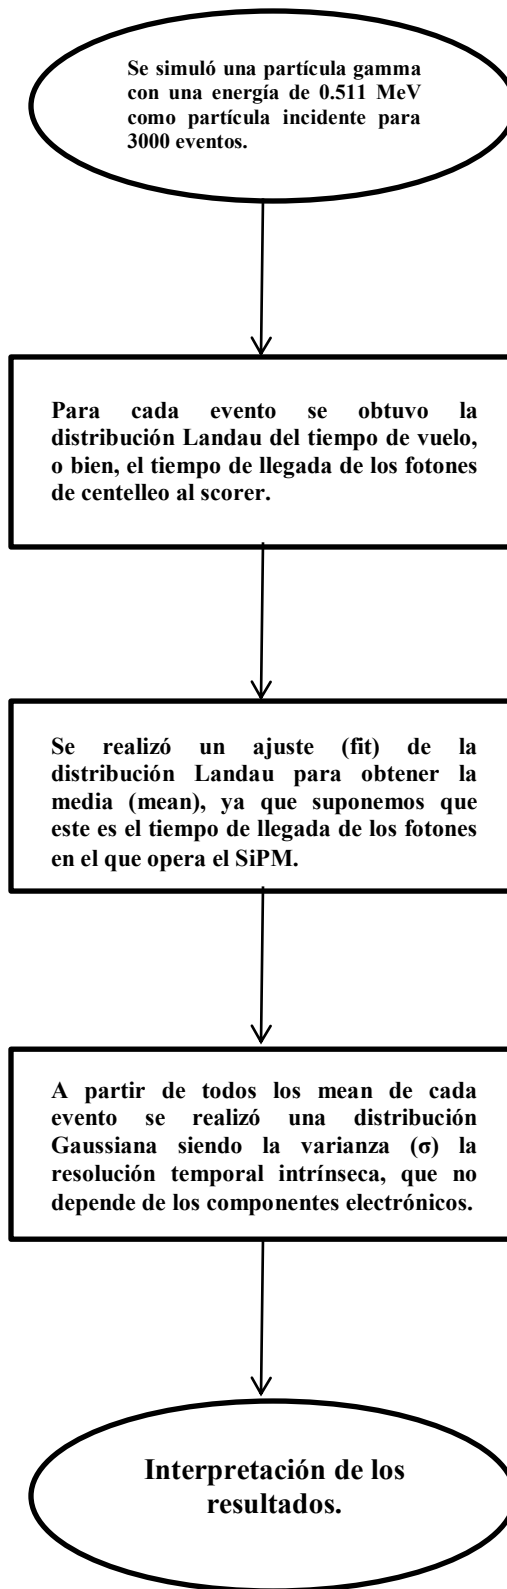 Se simuló una partícula gamma
con una energía de 0.511 MeV
como partícula incidente para
3000 eventos.
Para cada evento se obtuvo la
distribución Landau del tiempo de vuelo,
o bien, el tiempo de llegada de los fotones
de centelleo al scorer.
Se realizó un ajuste (fit) de la
distribución Landau para obtener la
media (mean), ya que suponemos que
este es el tiempo de llegada de los fotones
en el que opera el SiPM.
A partir de todos los mean de cada
evento se realizó una distribución
Gaussiana siendo la varianza (σ) la
resolución temporal intrínseca, que no
depende de los componentes electrónicos.
Interpretación de los
resultados.